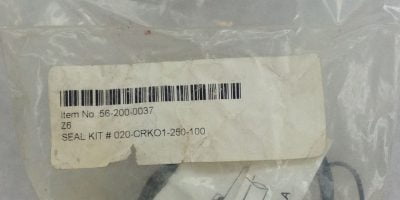 Item No. 56-200-0037
Z6
SEAL KIT # 020-CRKO1-250-100